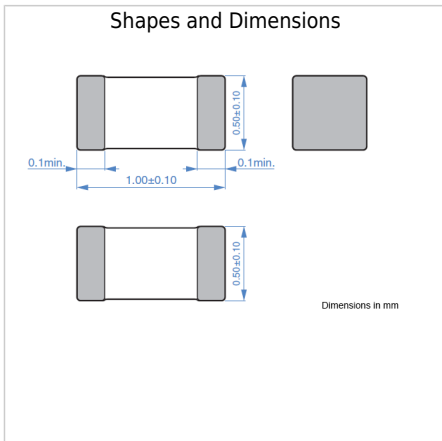 Shapes and Dimensions
0.50±0.10
0.1min.
0.1min.
1.00±0.10
0.50±0.10
Dimensions in mm